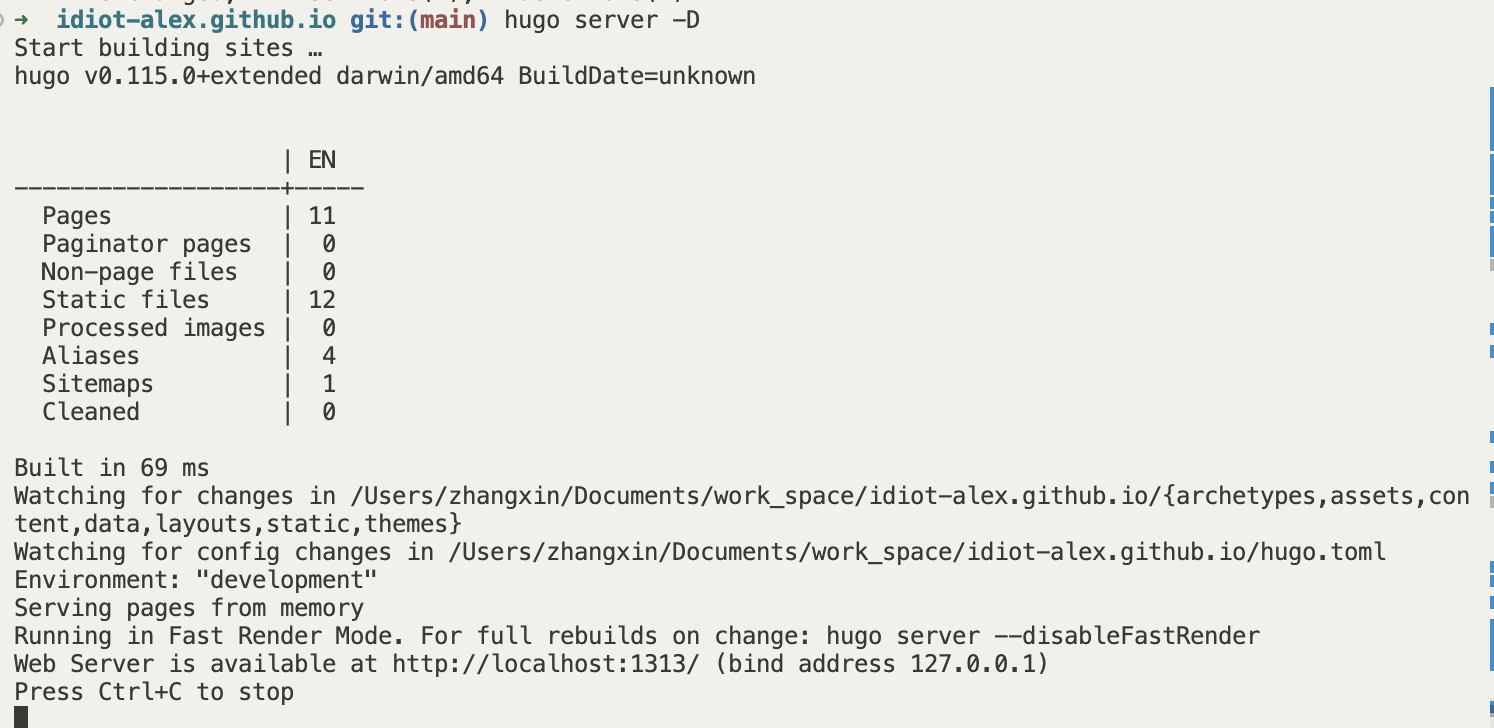 ➜  idiot-alex.github.io git:(main) hugo server -D
Start building sites …
hugo v0.115.0+extended darwin/amd64 BuildDate=unknown
                   | EN
-------------------+-----
  Pages            | 11
  Paginator pages  |  0
  Non-page files   |  0
  Static files     | 12
  Processed images |  0
  Aliases          |  4
  Sitemaps         |  1
  Cleaned          |  0
Built in 69 ms
Watching for changes in /Users/zhangxin/Documents/work_space/idiot-alex.github.io/{archetypes,assets,con
tent,data,layouts,static,themes}
Watching for config changes in /Users/zhangxin/Documents/work_space/idiot-alex.github.io/hugo.toml
Environment: "development"
Serving pages from memory
Running in Fast Render Mode. For full rebuilds on change: hugo server --disableFastRender
Web Server is available at http://localhost:1313/ (bind address 127.0.0.1)
Press Ctrl+C to stop